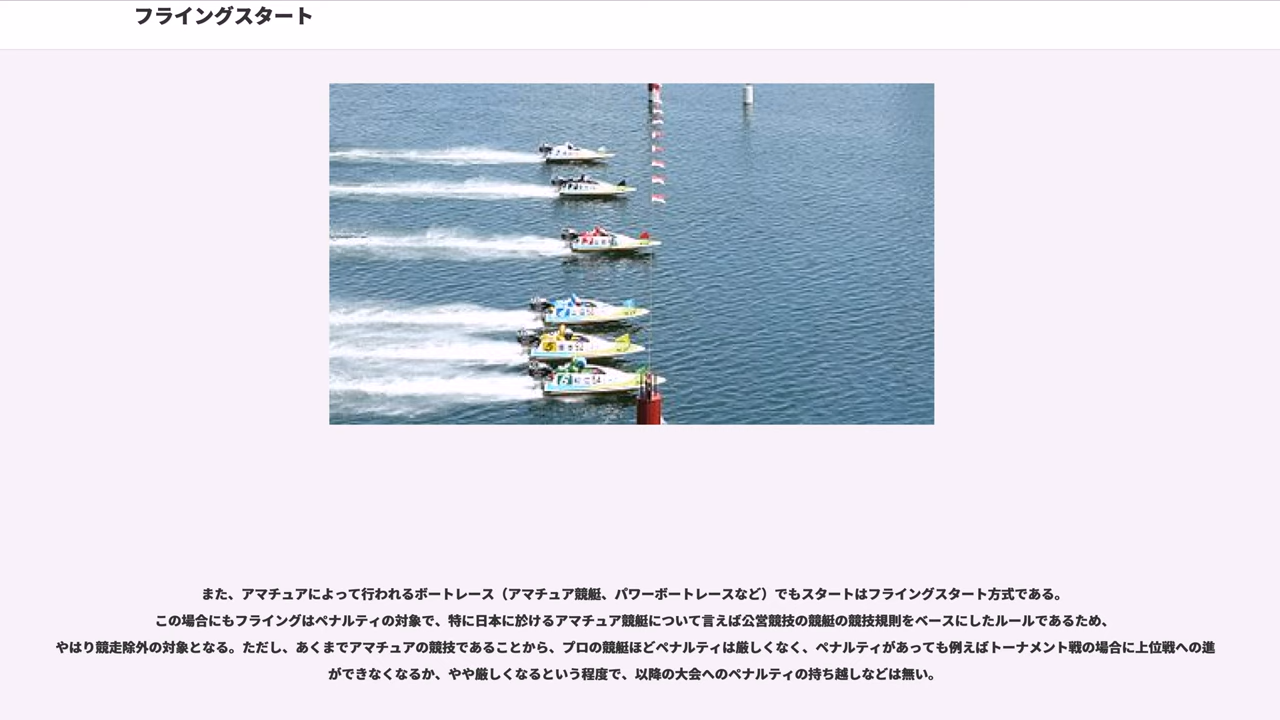 フライングスタート
また、アマチュアによって行われるボートレース（アマチュア競艇、パワーボートレースなど）でもスタートはフライングスタート方式である。
この場合にもフライングはペナルティの対象で、特に日本に於けるアマチュア競艇について言えば公営競技の競艇の競技規則をベースにしたルールであるため、
やはり競走除外の対象となる。ただし、あくまでアマチュアの競技であることから、プロの競艇ほどペナルティは厳しくなく、ペナルティがあっても例えばトーナメント戦の場合に上位戦への進
ができなくなるか、やや厳しくなるという程度で、以降の大会へのペナルティの持ち越しなどは無い。